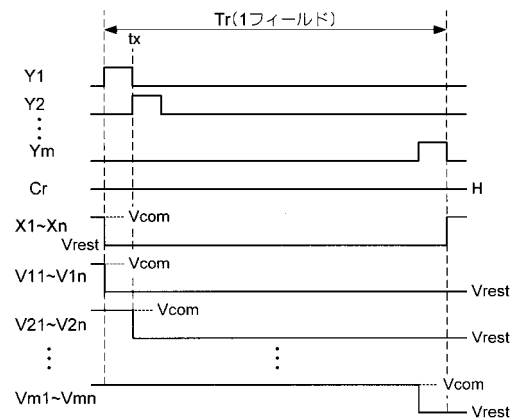 Tr(1フィールド)
tx
Y1
Y2
Ym
Cr
H
X1~Xn
Vcom
Vrest
V11~V1n
Vcom
Vrest
V21~V2n
Vcom
Vrest
Vm1~Vmn
Vcom
Vrest